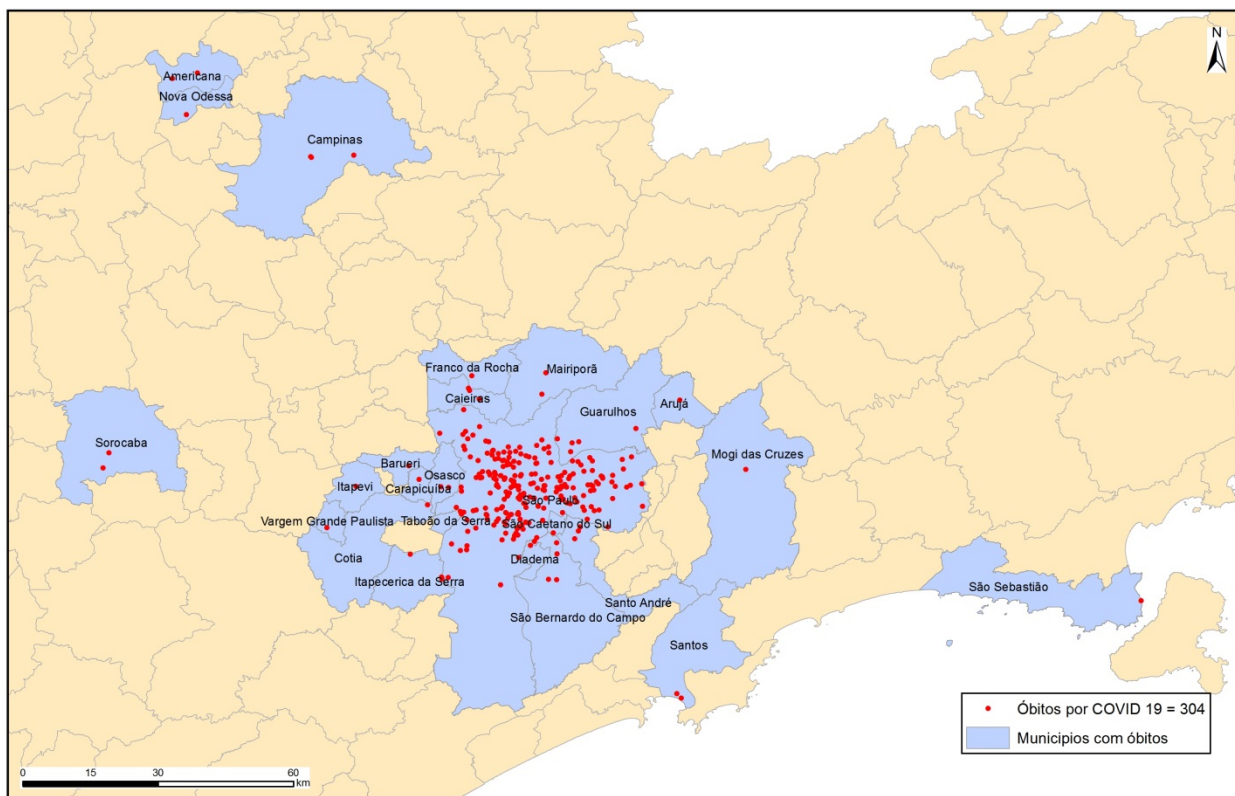 N
Americana
Nova Odessa
Campinas
Franco da Rocha
Mairiporã
Caieiras
Guarulhos
Arujá
Sorocaba
Mogi das Cruzes
Barueri
Osasco
Itapevi
Carapicuíba
São Paulo
Vargem Grande Paulista
Taboão da Serra
São Caetano do Sul
Cotia
Diadema
Itapecerica da Serra
São Sebastião
Santo André
São Bernardo do Campo
Santos
Óbitos por COVID 19 = 304
Municipios com óbitos
0 15 30 60
km